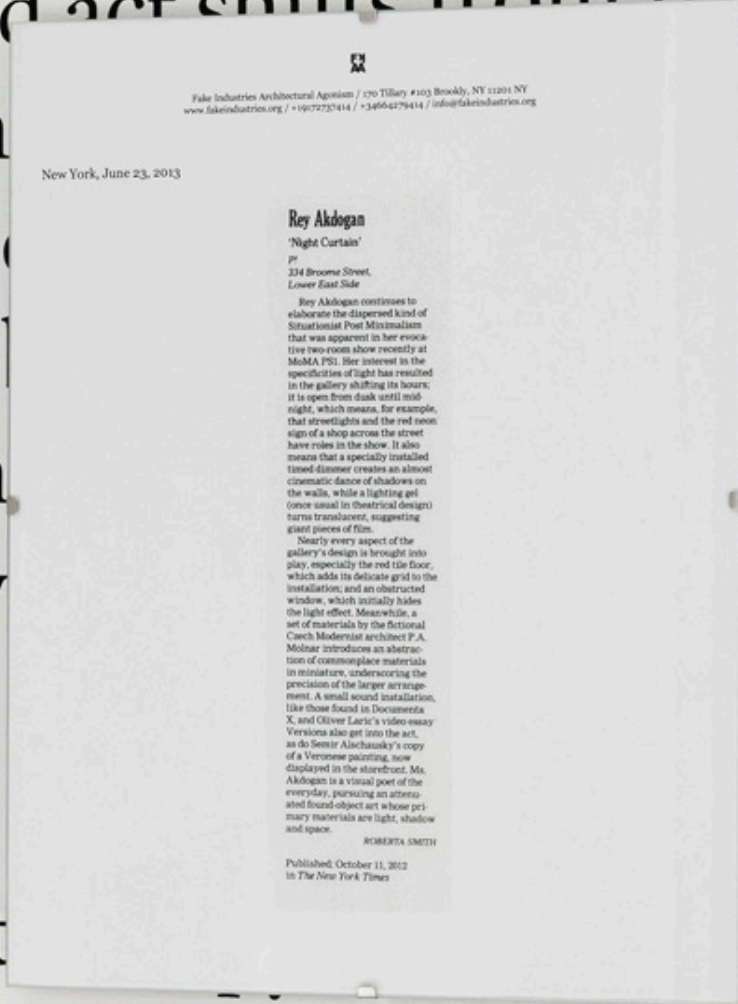 d act
Fake Industries Architectural Agonism / 170 Tillary #103 Brookly, NY 11201 NY
www.fakeindustries.org / +19172737414 / +34664279414 / info@fakeindustries.org
New York, June 23, 2013
Rey Akdogan
'Night Curtain'
334 Broome Street,
Lower East Side
Rey Akdogan continues to
elaborate the dispersed kind of
Situationist Post Minimalism
that was apparent in her evoca-
tive two-room show recently at
MoMA PS1. Her interest in the
specificities of light has resulted
in the gallery shifting its hours;
it is open from dusk until mid-
night, which means, for example,
that streetlights and the red neon
sign of a shop across the street
have roles in the show. It also
means that a specially installed
timed dimmer creates an almost
cinematic dance of shadows on
the walls, while a lighting gel
(once usual in theatrical design)
turns translucent, suggesting
giant pieces of film.
Nearly every aspect of the
gallery's design is brought into
play, especially the red tile floor,
which adds its delicate grid to the
installation; and an obstructed
window, which initially hides
the light effect. Meanwhile, a
set of materials by the fictional
Czech Modernist architect P.A.
Molnar introduces an abstrac-
tion of commonplace materials
in miniature, underscoring the
precision of the larger arrange-
ment. A small sound installation,
like those found in Documenta
X, and Oliver Laric's video essay
Versions also get into the act,
as do Semir Alschausky's copy
of a Veronese painting, now
displayed in the storefront. Ms.
Akdogan is a visual poet of the
everyday, pursuing an attenu-
ated found-object art whose pri-
mary materials are light, shadow
and space.
ROBERTA SMITH
Published: October 11, 2012
in The New York Times